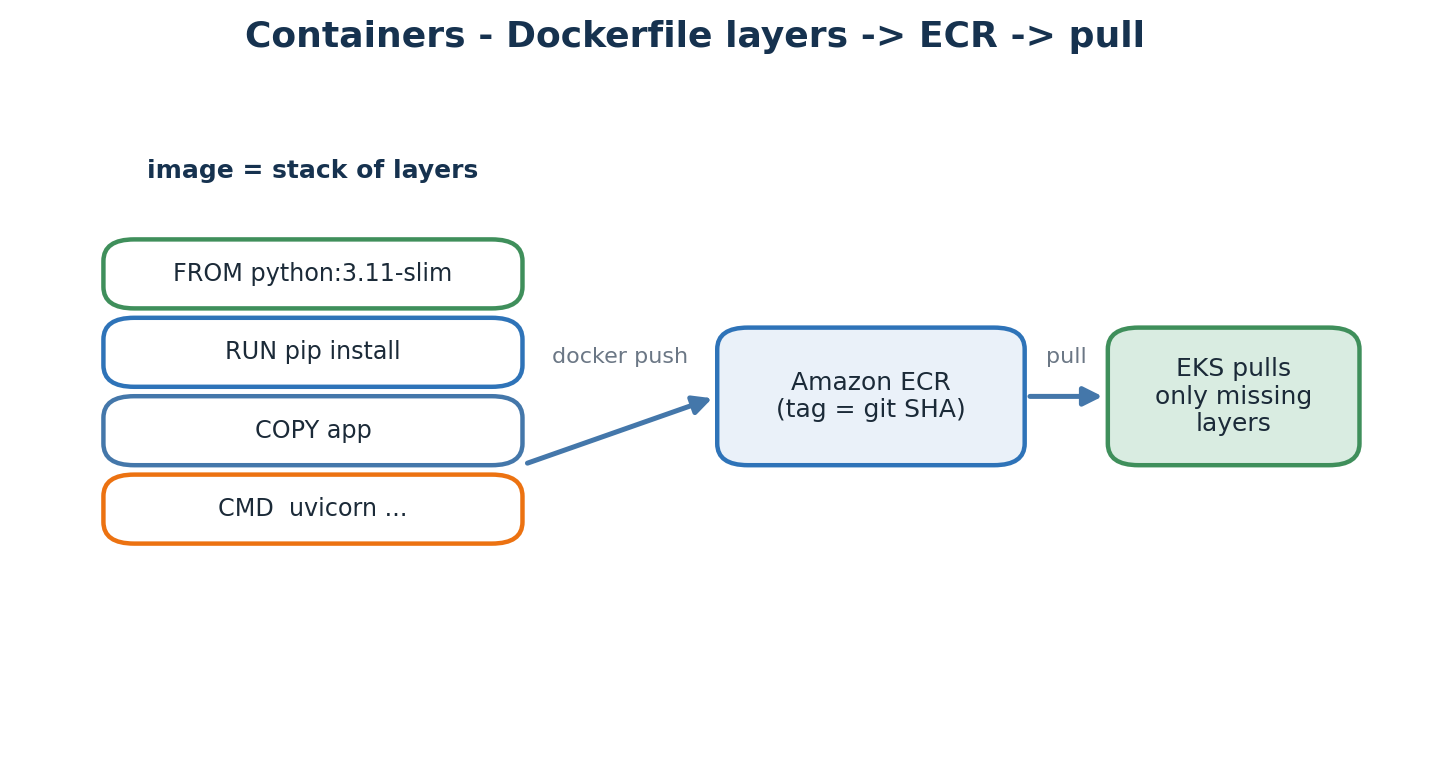 Containers - Dockerfile layers -> ECR -> pull
image = stack of layers
FROM python:3.11-slim
RUN pip install
COPY app
CMD  uvicorn ...
docker push
Amazon ECR
(tag = git SHA)
pull
EKS pulls
only missing
layers